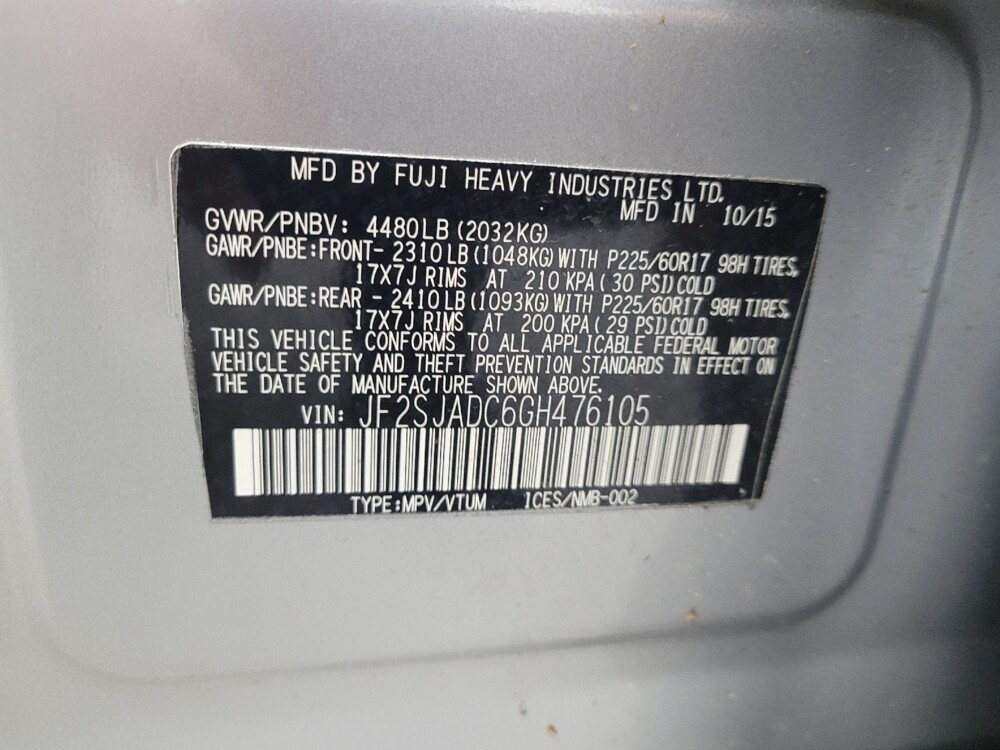 MFD BY FUJI HEAVY INDUSTRIES LTD.
MFD IN 10/15
GVWR/PNBV: 4480LB(2032KG)
GAWR/PNBE:FRONT- 2310LB(1048KG)WITH P225/60R17 98H TIRES,
17X7J RIMS AT 210 KPA( 30 PSI)COLD
GAWR/PNBE:REAR - 2410LB(1093KG)WITH P225/60R17 98H TIRES,
17X7J RIMS AT 200 KPA( 29 PSI)COLD
THIS VEHICLE CONFORMS TO ALL APPLICABLE FEDERAL MOTOR
VEHICLE SAFETY AND THEFT PREVENTION STANDARDS IN EFFECT ON
THE DATE OF MANUFACTURE SHOWN ABOVE.
VIN: JF2SJADC6GH476105
TYPE:MPV/VTUM ICES/NMB-002